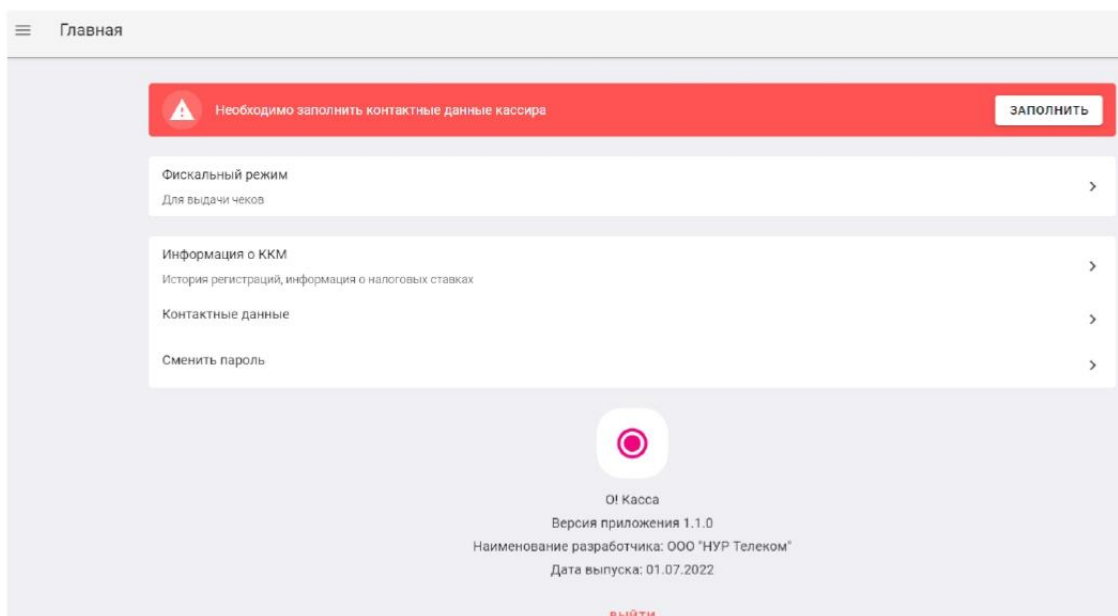 Главная
Необходимо заполнить контактные данные кассира
ЗАПОЛНИТЬ
Фискальный режим
Для выдачи чеков
Информация о ККМ
История регистраций, информация о налоговых ставках
Контактные данные
Сменить пароль
О! Касса
Версия приложения 1.1.0
Наименование разработчика: ООО "НУР Телеком"
Дата выпуска: 01.07.2022
ВЫЙТИ